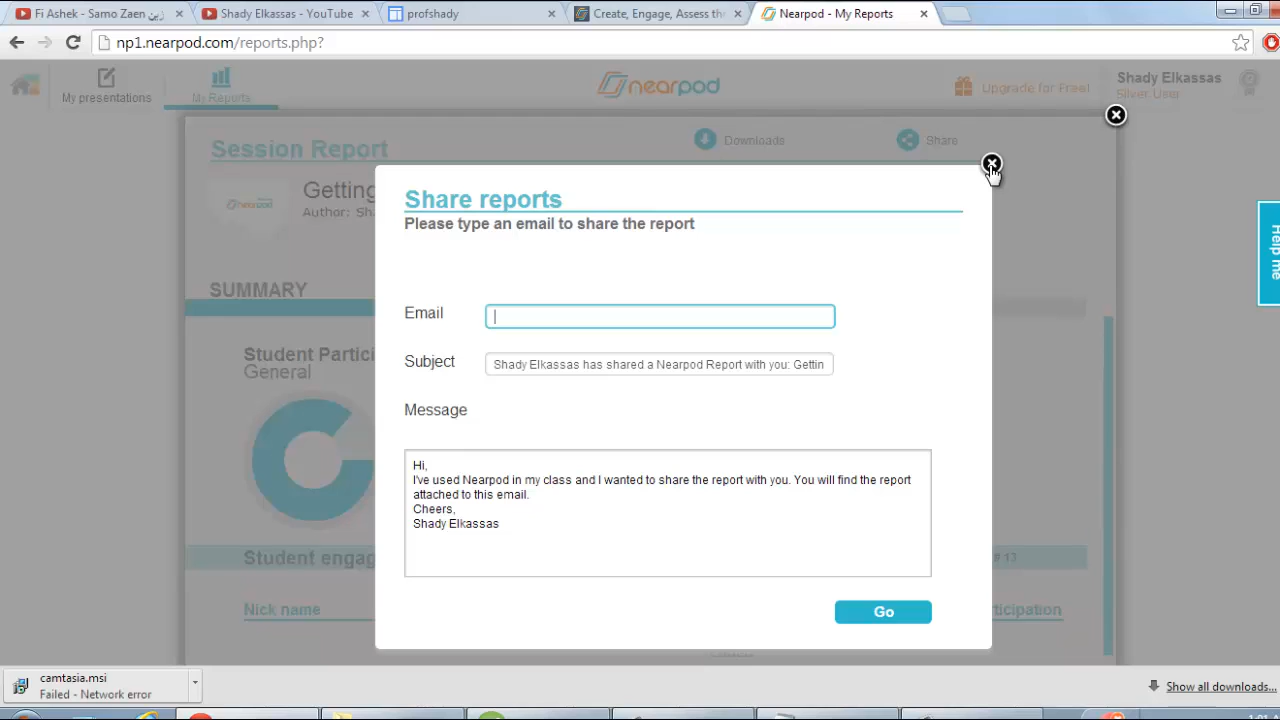 Fi Ashek - Samo Zaen زين
Shady Elkassas - YouTube
profshady
Create, Engage, Assess the
Nearpod - My Reports
np1.nearpod.com/reports.php?
My presentations
My Reports
nearpod
Upgrade for Free!
Shady Elkassas
Silver User
Session Report
Downloads
Share
nearpod
Getting
Author: Sh
Share reports
Please type an email to share the report
Help me
SUMMARY
Email
Subject
Shady Elkassas has shared a Nearpod Report with you: Gettin
Student Partici
General
Message
Hi,
I've used Nearpod in my class and I wanted to share the report with you. You will find the report
attached to this email.
Cheers,
Shady Elkassas
Student engag
# 13
Nick name
rticipation
Go
camtasia.msi
Failed - Network error
Show all downloads...